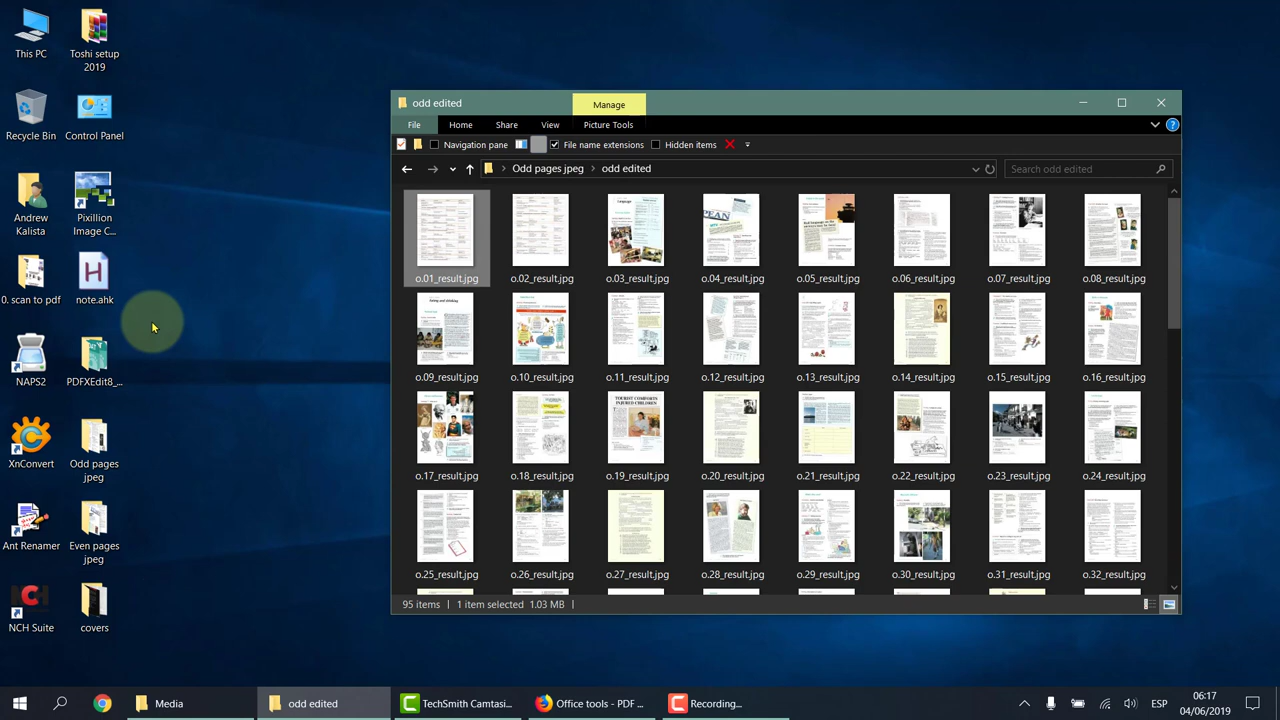 This PC
Toshi setup
2019
Recycle Bin
Control Panel
Andrew
Kalista
Pixillion
Image C...
0. scan to pdf
note.ahk
NAPS2
PDFXEdit8_...
XnConvert
Odd pages
jpeg
Ant Renamer
Even pages
jpeg
NCH Suite
covers
odd edited
Manage
File
Home
Share
View
Picture Tools
Navigation pane
File name extensions
Hidden items
Odd pages jpeg
odd edited
Search odd edited
o.01_result.jpg
o.02_result.jpg
o.03_result.jpg
o.04_result.jpg
o.05_result.jpg
o.06_result.jpg
o.07_result.jpg
o.08_result.jpg
o.09_result.jpg
o.10_result.jpg
o.11_result.jpg
o.12_result.jpg
o.13_result.jpg
o.14_result.jpg
o.15_result.jpg
o.16_result.jpg
TOURIST COMFORTS
INJURED CHILDREN
o.17_result.jpg
o.18_result.jpg
o.19_result.jpg
o.20_result.jpg
o.21_result.jpg
o.22_result.jpg
o.23_result.jpg
o.24_result.jpg
o.25_result.jpg
o.26_result.jpg
o.27_result.jpg
o.28_result.jpg
o.29_result.jpg
o.30_result.jpg
o.31_result.jpg
o.32_result.jpg
95 items
1 item selected 1.03 MB
Media
odd edited
TechSmith Camtasi...
Office tools - PDF ...
Recording...
ESP
06:17
04/06/2019